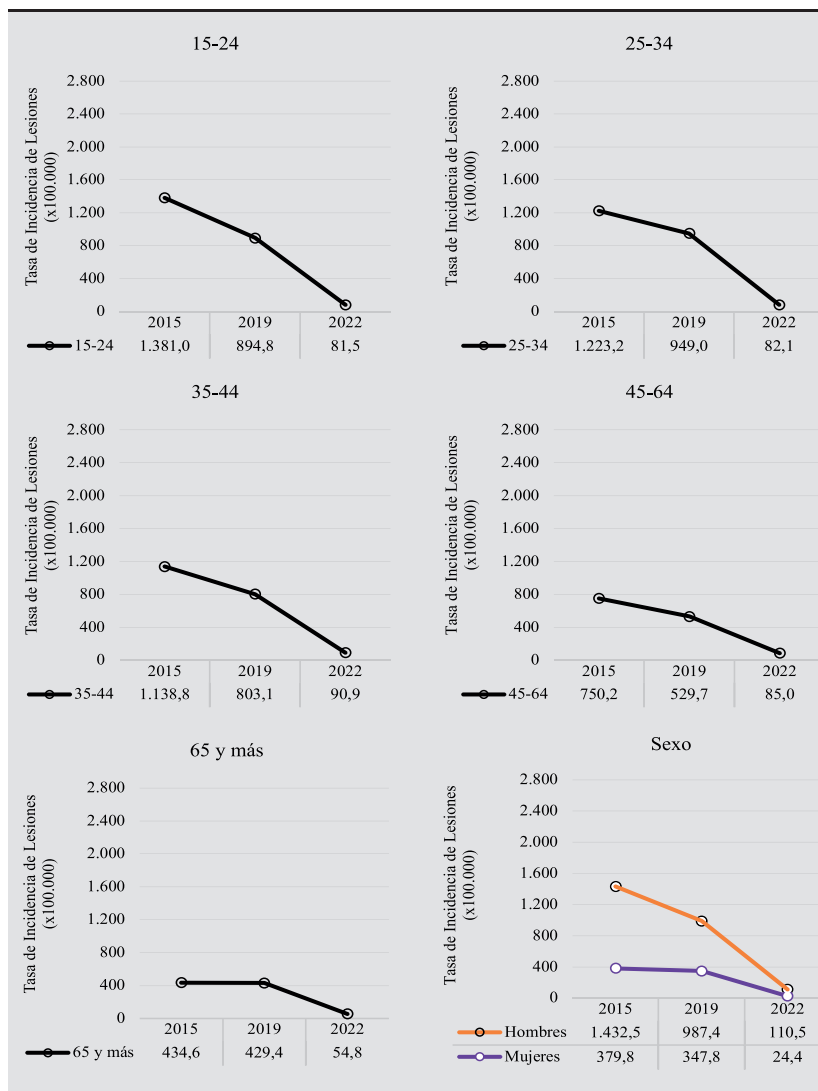 15-24
Tasa de Incidencia de Lesiones
(x100.000)
2.800
2.400
2.000
1.600
1.200
800
400
0
2015 2019 2022
15-24 1.381,0 894,8 81,5
25-34
Tasa de Incidencia de Lesiones
(x100.000)
2.800
2.400
2.000
1.600
1.200
800
400
0
2015 2019 2022
25-34 1.223,2 949,0 82,1
35-44
Tasa de Incidencia de Lesiones
(x100.000)
2.800
2.400
2.000
1.600
1.200
800
400
0
2015 2019 2022
35-44 1.138,8 803,1 90,9
45-64
Tasa de Incidencia de Lesiones
(x100.000)
2.800
2.400
2.000
1.600
1.200
800
400
0
2015 2019 2022
45-64 750,2 529,7 85,0
65 y más
Tasa de Incidencia de Lesiones
(x100.000)
2.800
2.400
2.000
1.600
1.200
800
400
0
2015 2019 2022
65 y más 434,6 429,4 54,8
Sexo
Tasa de Incidencia de Lesiones
(x100.000)
2.800
2.400
2.000
1.600
1.200
800
400
0
2015 2019 2022
Hombres 1.432,5 987,4 110,5
Mujeres 379,8 347,8 24,4